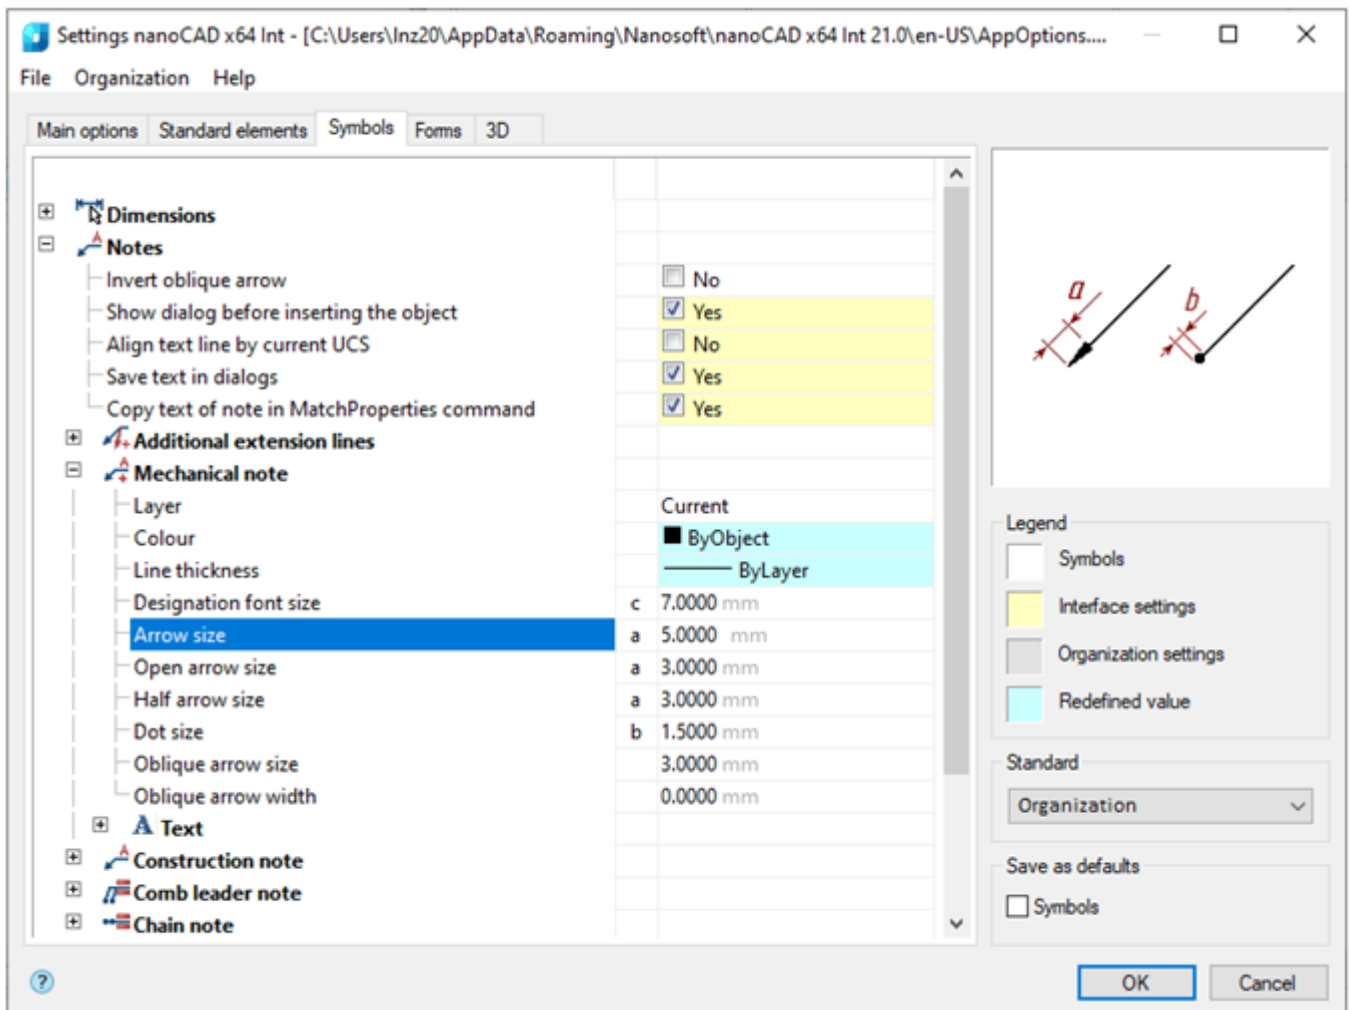 Settings nanoCAD x64 Int - [C:\Users\Inz20\AppData\Roaming\Nanosoft\nanoCAD x64 Int 21.0\en-US\AppOptions....
File Organization Help
Main options Standard elements Symbols Forms 3D
Dimensions
Notes
Invert oblique arrow No
Show dialog before inserting the object Yes
Align text line by current UCS No
Save text in dialogs Yes
Copy text of note in MatchProperties command Yes
Additional extension lines
Mechanical note
Layer Current
Colour ByObject
Line thickness ByLayer
Designation font size c 7.0000 mm
Arrow size a 5.0000 mm
Open arrow size a 3.0000 mm
Half arrow size a 3.0000 mm
Dot size b 1.5000 mm
Oblique arrow size 3.0000 mm
Oblique arrow width 0.0000 mm
A Text
Construction note
Comb leader note
Chain note
a b
Legend
Symbols
Interface settings
Organization settings
Redefined value
Standard
Organization
Save as defaults
Symbols
? OK Cancel